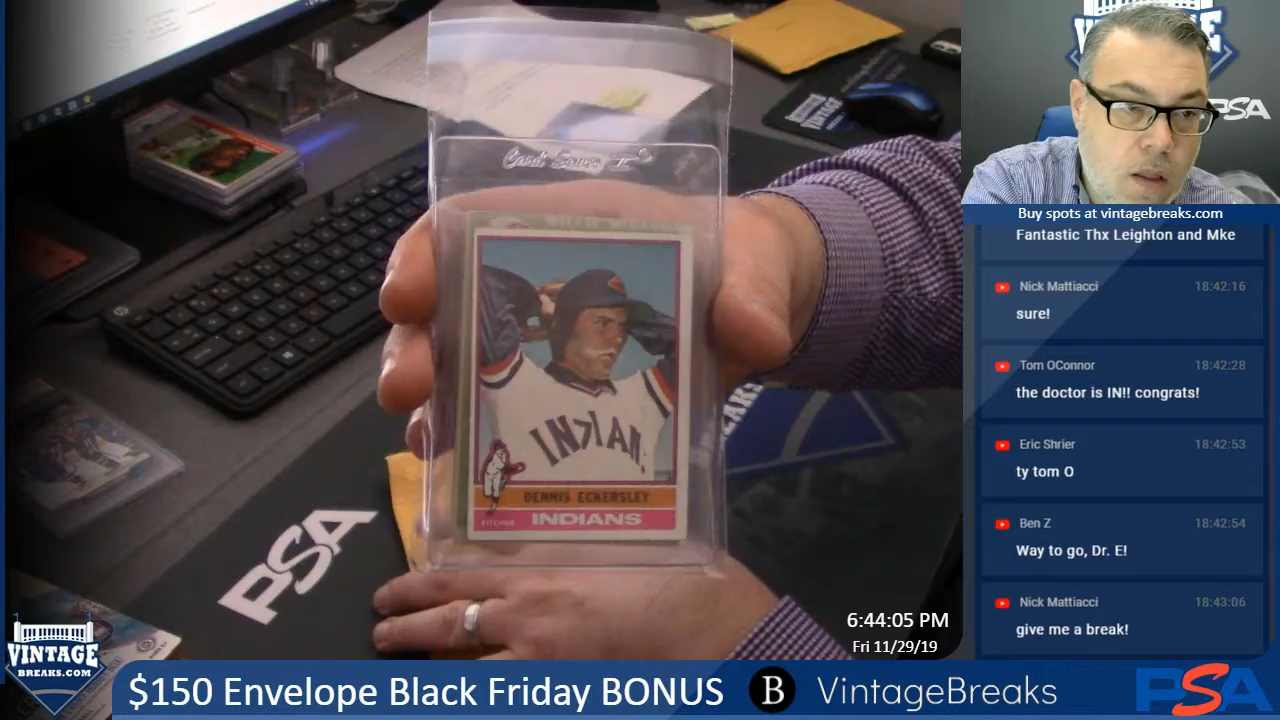 Card Saver II
INDIAN
DENNIS ECKERSLEY
PITCHER
INDIANS
PSA
VINTAGE
PSA
Buy spots at vintagebreaks.com
Fantastic Thx Leighton and Mke
Nick Mattiacci 18:42:16
sure!
Tom OConnor 18:42:28
the doctor is IN!! congrats!
Eric Shrier 18:42:53
ty tom O
Ben Z 18:42:54
Way to go, Dr. E!
Nick Mattiacci 18:43:06
give me a break!
6:44:05 PM
Fri 11/29/19
VINTAGE
BREAKS.COM
$150 Envelope Black Friday BONUS
B VintageBreaks
PSA